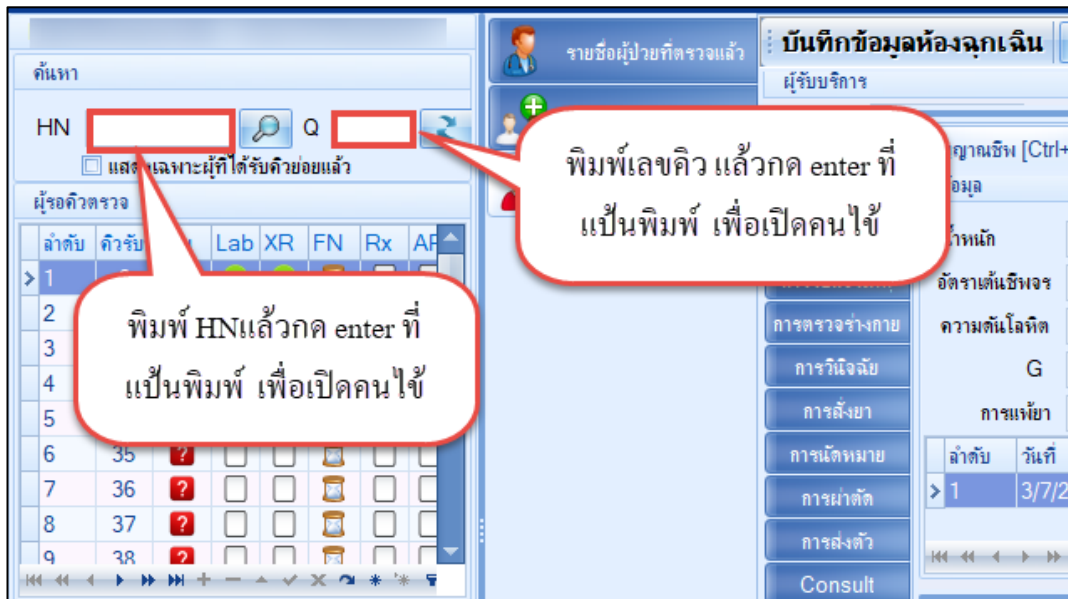 ค้นหา
HN
Q
แสดงเฉพาะผู้ที่ได้รับคิวย่อยแล้ว
ผู้รอคิวตรวจ
ลำดับ คิวรับ Lab XR FN Rx
1
2
3
4
5
6 35
7 36
8 37
9 38
พิมพ์ HNแล้วกด enter ที่
แป้นพิมพ์ เพื่อเปิดคนไข้
รายชื่อผู้ป่วยที่ตรวจแล้ว
พิมพ์เลขคิว แล้วกด enter ที่
แป้นพิมพ์ เพื่อเปิดคนไข้
การตรวจร่างกาย
การวินิจฉัย
การสั่งยา
การนัดหมาย
การผ่าตัด
การส่งตัว
Consult
บันทึกข้อมูลห้องฉุกเฉิน
ผู้รับบริการ
[Ctrl+
อัตราเต้นชีพจร
ความดันโลหิต
G
การแพ้ยา
ลำดับ วันที่
1 3/7/2